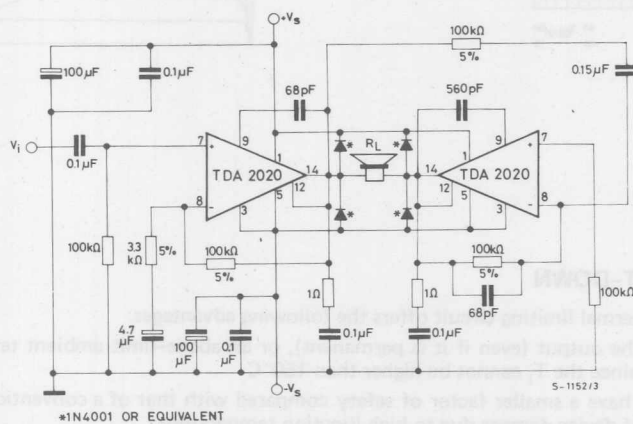 +Vs
100kΩ
5%
0.15µF
100µF
0.1µF
68pF
560pF
Vi
0.1µF
7
+
9
1
14
12
TDA 2020
8
-
3
5
*
*
RL
*
*
14
12
1
9
+
7
TDA 2020
5
3
-
8
100kΩ
3.3
kΩ
5%
100kΩ
5%
1Ω
1Ω
100kΩ
5%
68pF
100kΩ
4.7
µF
100
µF
0.1
µF
0.1µF
0.1µF
-Vs
S-1152/3
*1N4001 OR EQUIVALENT